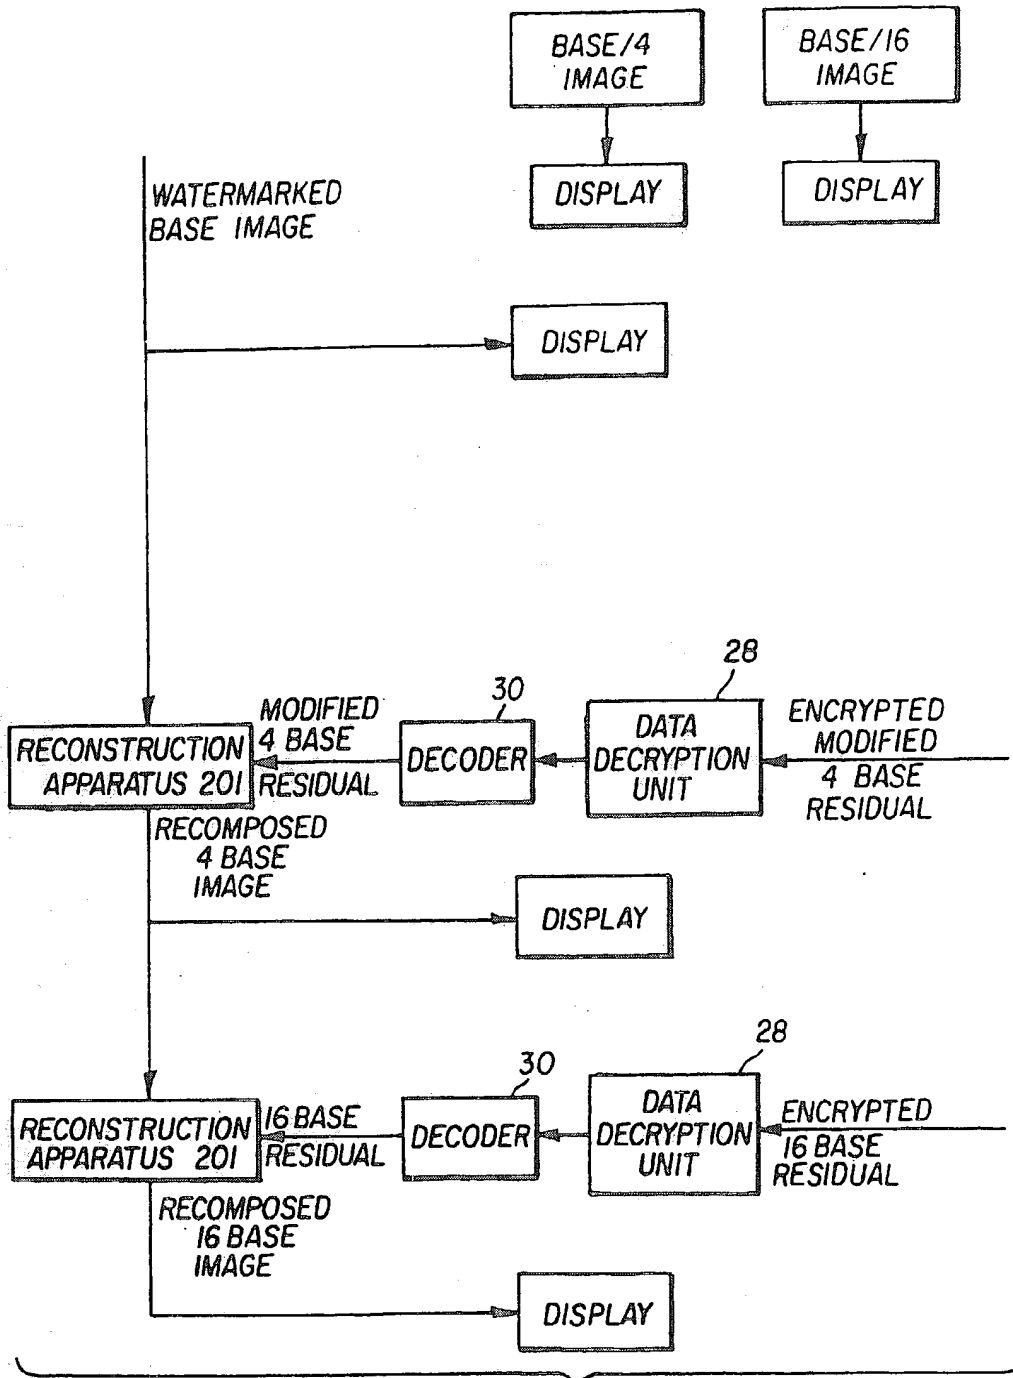 BASE/4
IMAGE
BASE/16
IMAGE
DISPLAY
DISPLAY
WATERMARKED
BASE IMAGE
DISPLAY
28
30
MODIFIED
4 BASE
RESIDUAL
ENCRYPTED
MODIFIED
4 BASE
RESIDUAL
RECONSTRUCTION
APPARATUS 201
DECODER
DATA
DECRYPTION
UNIT
RECOMPOSED
4 BASE
IMAGE
DISPLAY
28
30
RECONSTRUCTION
APPARATUS 201
16 BASE
RESIDUAL
DECODER
DATA
DECRYPTION
UNIT
ENCRYPTED
16 BASE
RESIDUAL
RECOMPOSED
16 BASE
IMAGE
DISPLAY